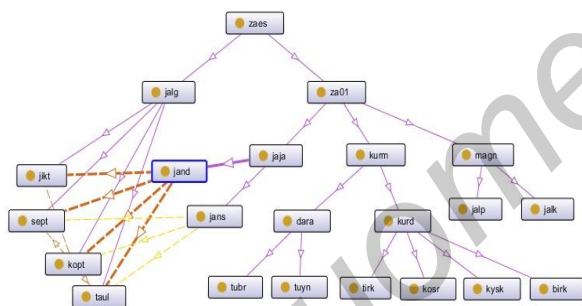 zaes
jalg
za01
jand
jaja
kurm
magn
jikt
jalp
jalk
sept
jans
dara
kurd
kopt
taul
tubr
tuyn
tirk
kosr
kysk
birk